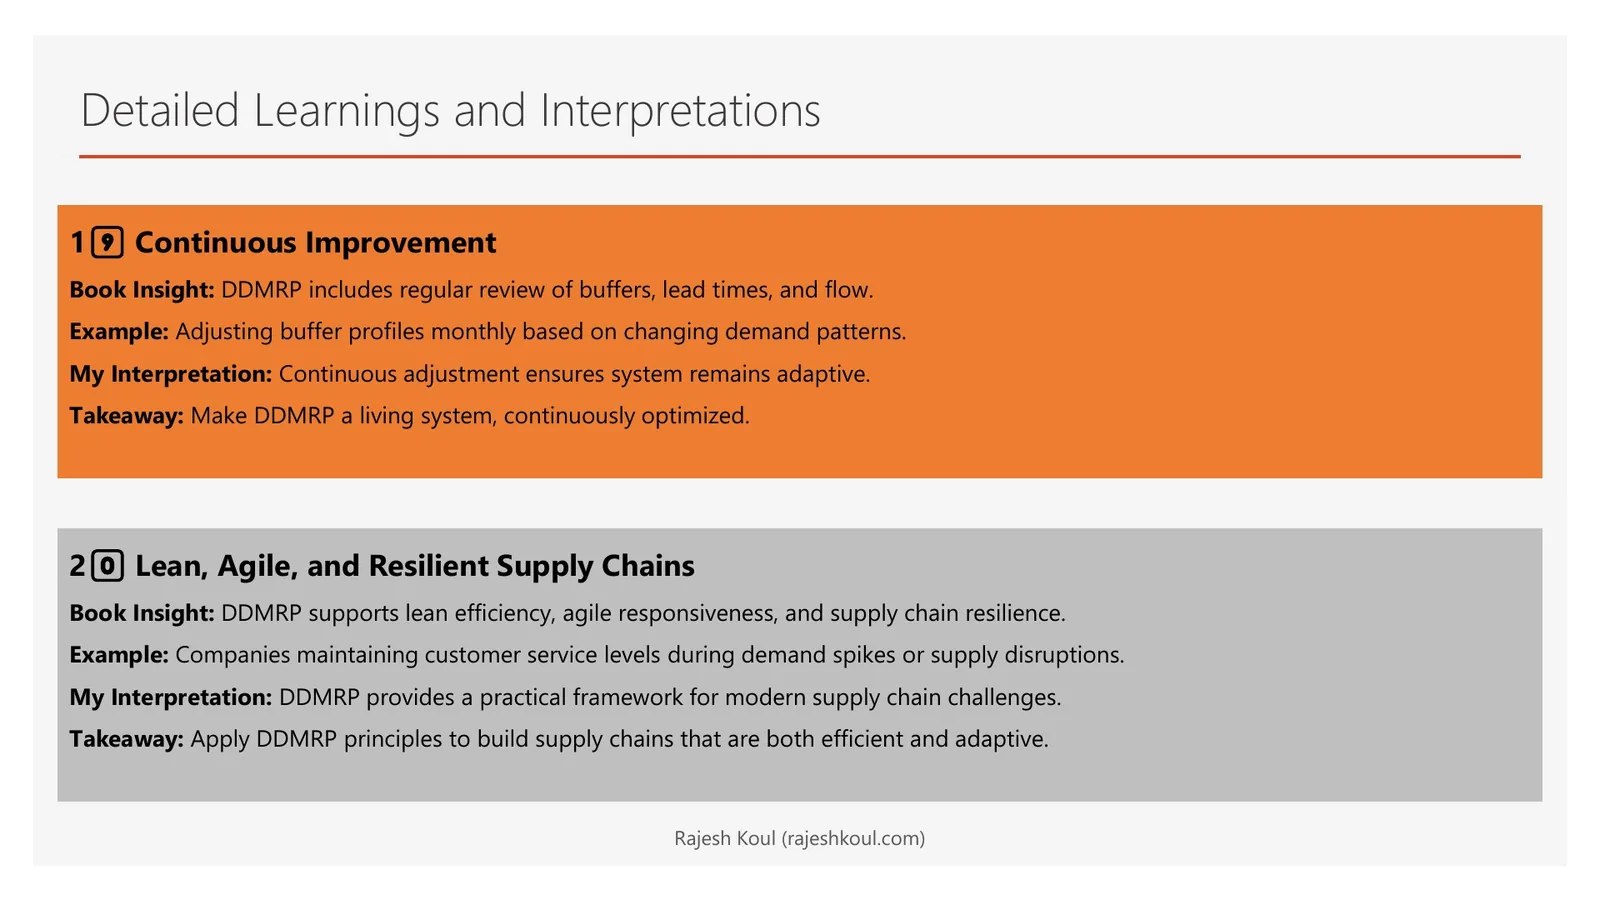 Detailed Learnings and Interpretations
19️⃣ Continuous Improvement
Book Insight: DDMRP includes regular review of buffers, lead times, and flow.
Example: Adjusting buffer profiles monthly based on changing demand patterns.
My Interpretation: Continuous adjustment ensures system remains adaptive.
Takeaway: Make DDMRP a living system, continuously optimized.
20️⃣ Lean, Agile, and Resilient Supply Chains
Book Insight: DDMRP supports lean efficiency, agile responsiveness, and supply chain resilience.
Example: Companies maintaining customer service levels during demand spikes or supply disruptions.
My Interpretation: DDMRP provides a practical framework for modern supply chain challenges.
Takeaway: Apply DDMRP principles to build supply chains that are both efficient and adaptive.
Rajesh Koul (rajeshkoul.com)